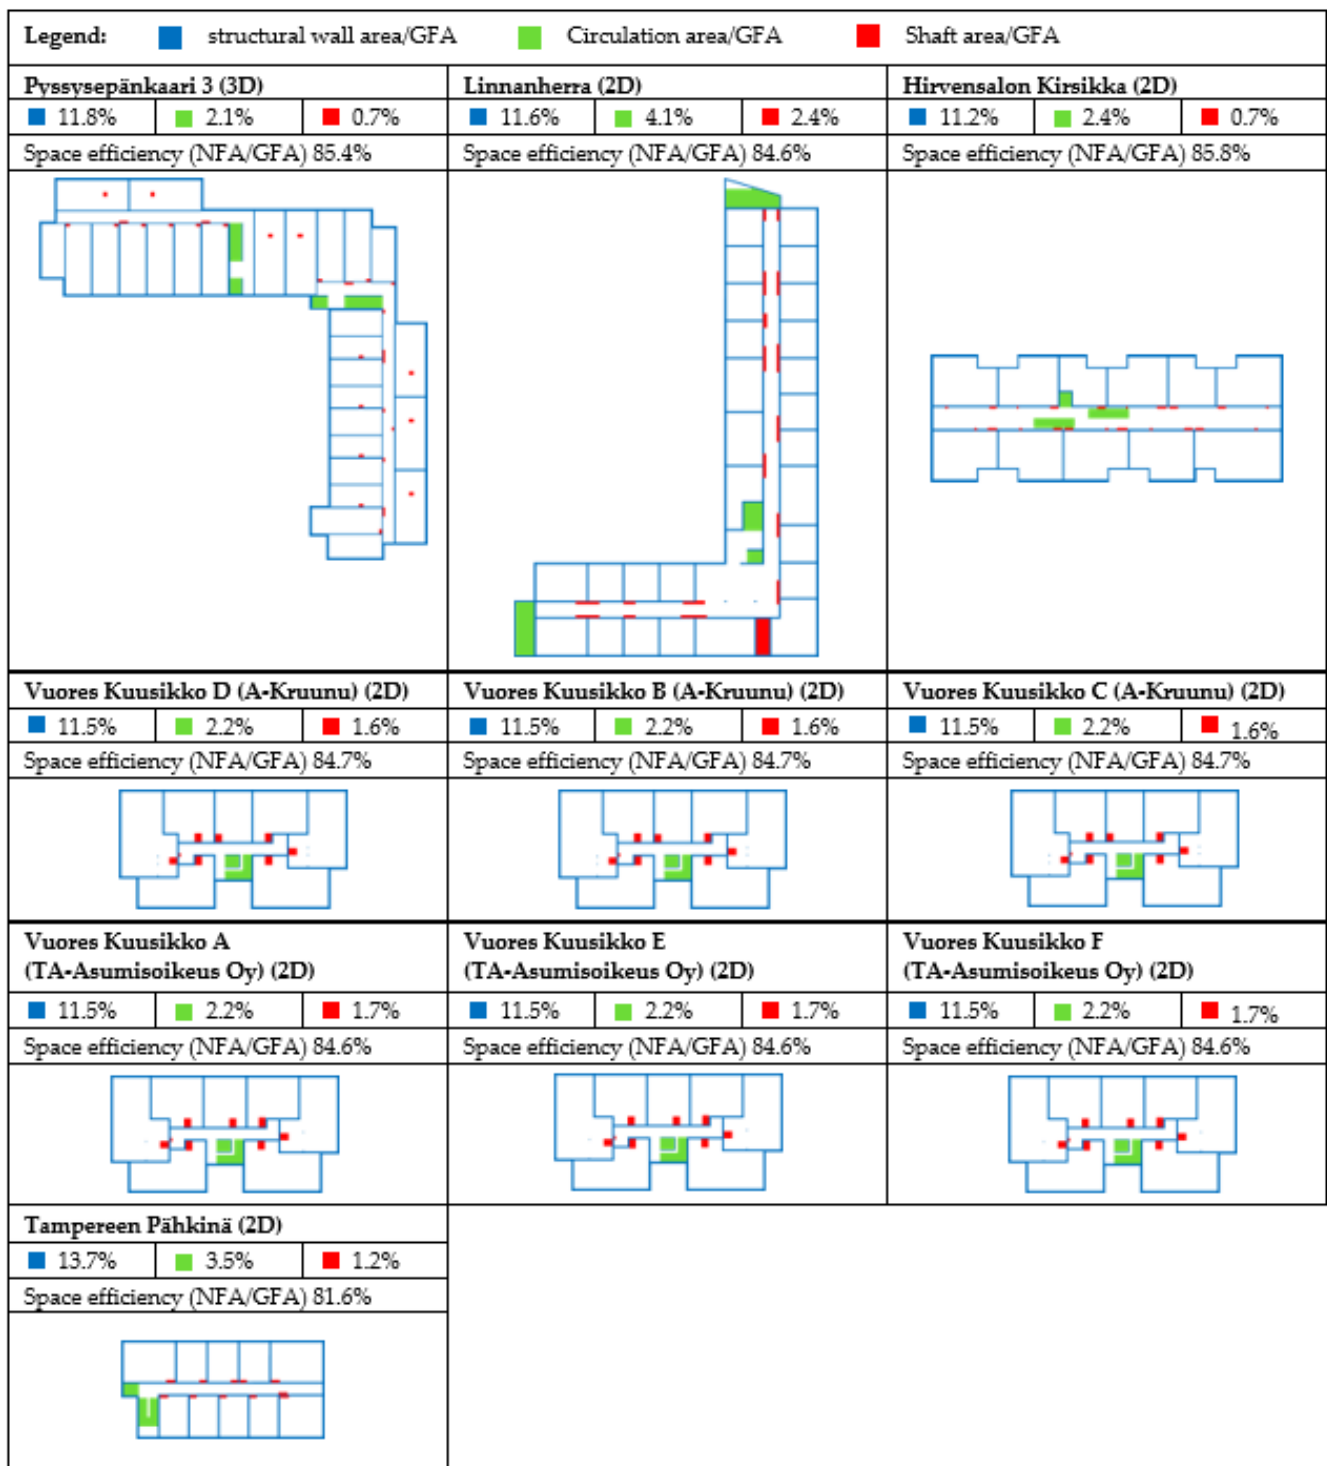 Legend: structural wall area/GFA Circulation area/GFA Shaft area/GFA
Pyssysepänkaari 3 (3D) Linnanherra (2D) Hirvensalon Kirsikka (2D)
11.8% 2.1% 0.7% 11.6% 4.1% 2.4% 11.2% 2.4% 0.7%
Space efficiency (NFA/GFA) 85.4% Space efficiency (NFA/GFA) 84.6% Space efficiency (NFA/GFA) 85.8%
Vuores Kuusikko D (A-Kruunu) (2D) Vuores Kuusikko B (A-Kruunu) (2D) Vuores Kuusikko C (A-Kruunu) (2D)
11.5% 2.2% 1.6% 11.5% 2.2% 1.6% 11.5% 2.2% 1.6%
Space efficiency (NFA/GFA) 84.7% Space efficiency (NFA/GFA) 84.7% Space efficiency (NFA/GFA) 84.7%
Vuores Kuusikko A Vuores Kuusikko E Vuores Kuusikko F
(TA-Asumisoikeus Oy) (2D) (TA-Asumisoikeus Oy) (2D) (TA-Asumisoikeus Oy) (2D)
11.5% 2.2% 1.7% 11.5% 2.2% 1.7% 11.5% 2.2% 1.7%
Space efficiency (NFA/GFA) 84.6% Space efficiency (NFA/GFA) 84.6% Space efficiency (NFA/GFA) 84.6%
Tampereen Pähkinä (2D)
13.7% 3.5% 1.2%
Space efficiency (NFA/GFA) 81.6%